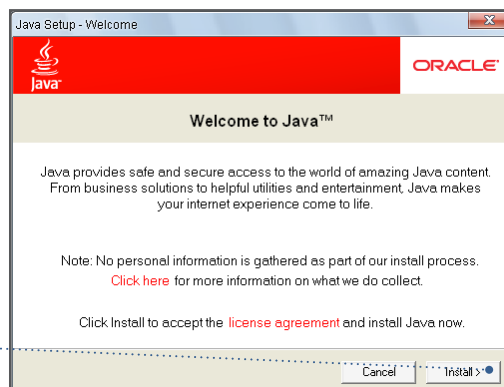 Java Setup - Welcome
Java™
ORACLE®
Welcome to Java™
Java provides safe and secure access to the world of amazing Java content.
From business solutions to helpful utilities and entertainment, Java makes
your internet experience come to life.
Note: No personal information is gathered as part of our install process.
Click here for more information on what we do collect.
Click Install to accept the license agreement and install Java now.
Cancel
Install >